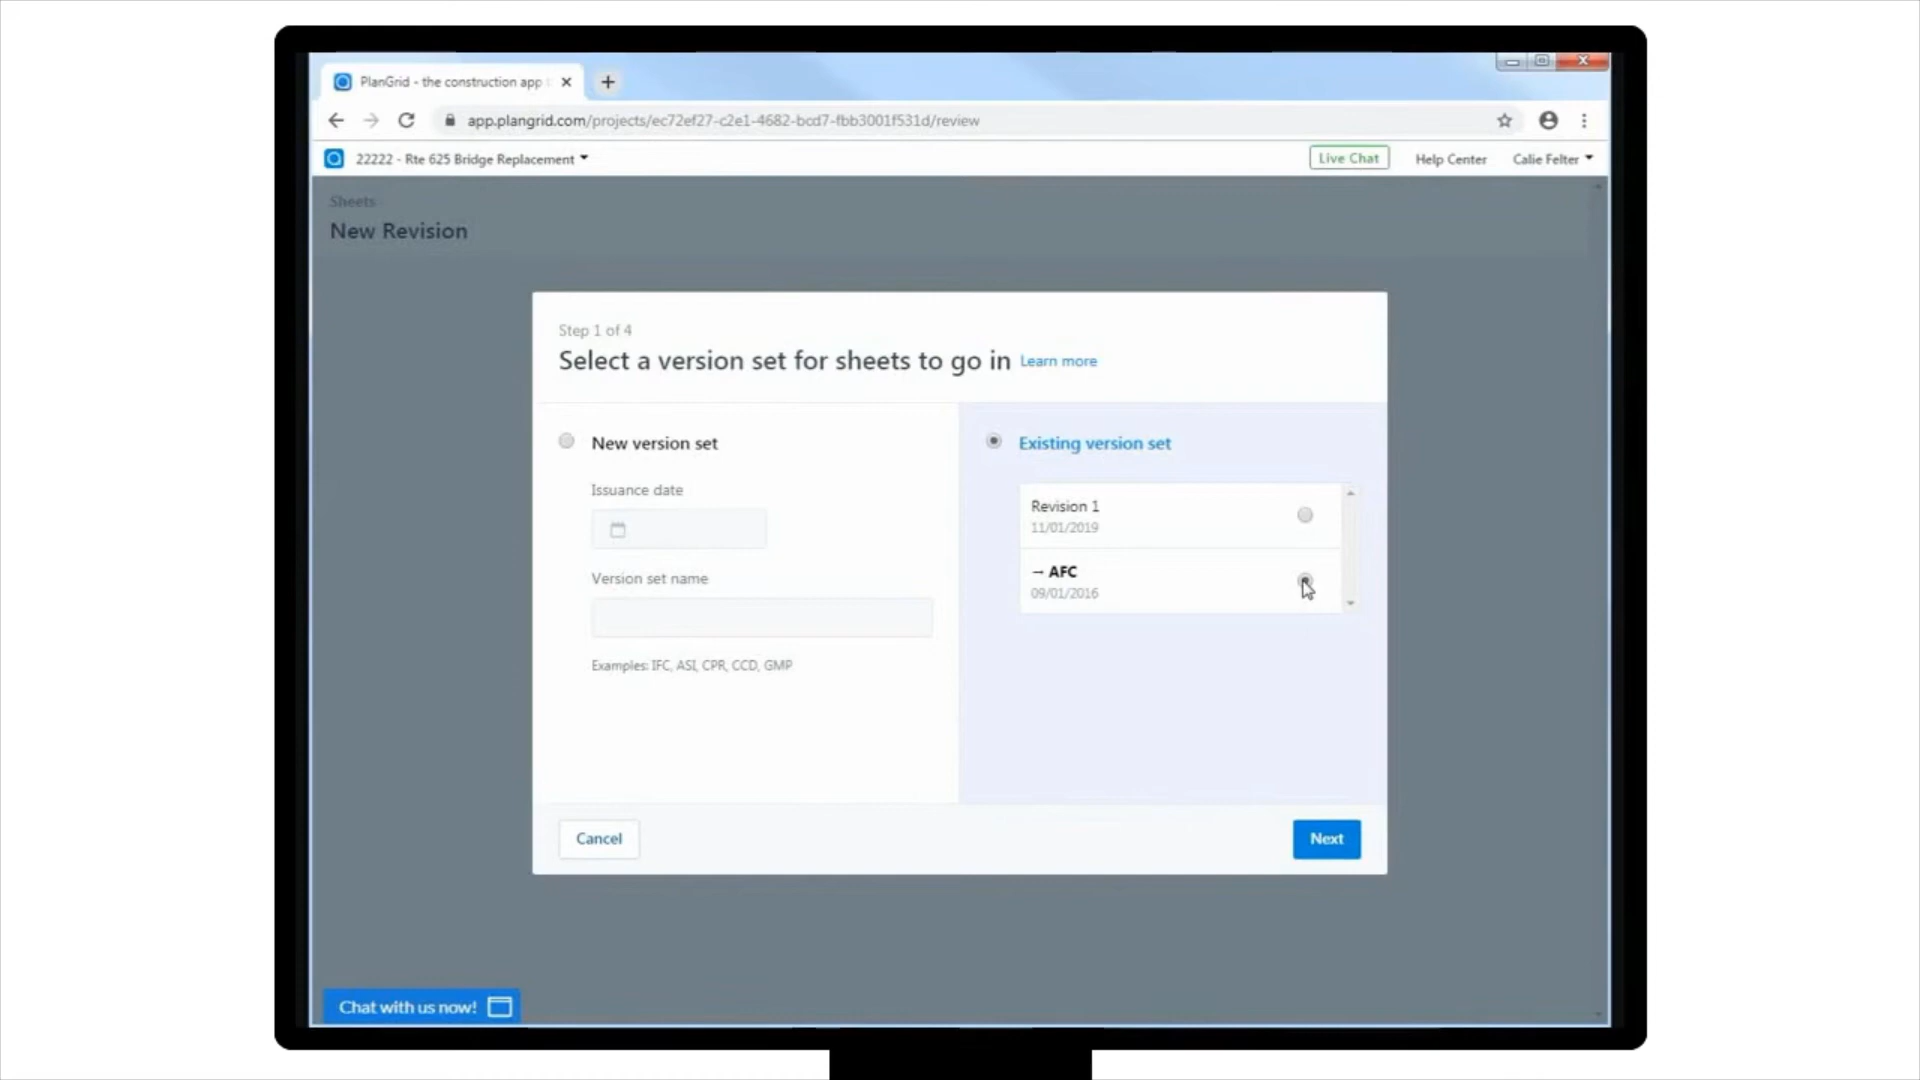 PlanGrid - the construction app
app.plangrid.com/projects/ec72ef27-c2e1-4682-bcd7-fbb3001f531d/review
22222 - Rte 625 Bridge Replacement
Live Chat
Help Center
Calie Felter
Sheets
New Revision
Step 1 of 4
Select a version set for sheets to go in Learn more
New version set
Issuance date
Version set name
Examples: IFC, ASI, CPR, CCD, GMP
Existing version set
Revision 1
11/01/2019
→ AFC
09/01/2016
Cancel
Next
Chat with us now!